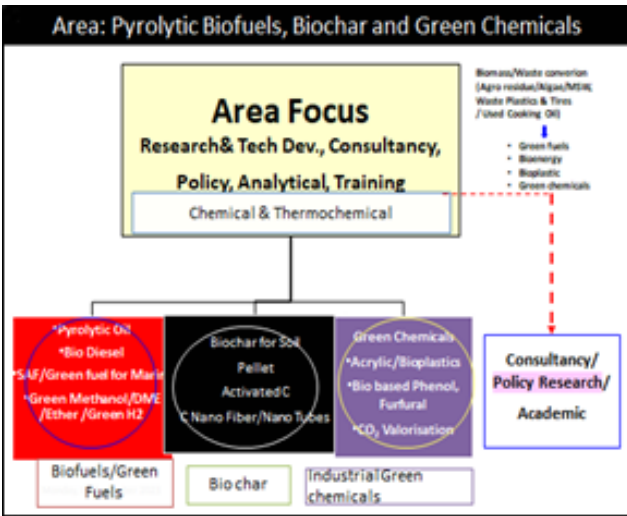 Area: Pyrolytic Biofuels, Biochar and Green Chemicals
Area Focus
Research& Tech Dev., Consultancy,
Policy, Analytical, Training
Chemical & Thermochemical
Biomass/Waste convertion
(Agro residue/Algae/MSW,
Waste Plastics & Tires
/Used Cooking Oil)
• Green fuels
• Bioenergy
• Bioplastic
• Green chemicals
•Pyrolytic Oil
•Bio Diesel
•SAF/Green fuel for Marin
•Green Methanol/DME
/Ether /Green H2
Biochar for Soil
Pellet
Activated C
C Nano Fiber/Nano Tubes
Green Chemicals
•Acrylic/Bioplastics
•Bio based Phenol,
Furfural
•CO₂ Valorisation
Consultancy/
Policy Research/
Academic
Biofuels/Green
Fuels
Bio char
Industrial Green
chemicals